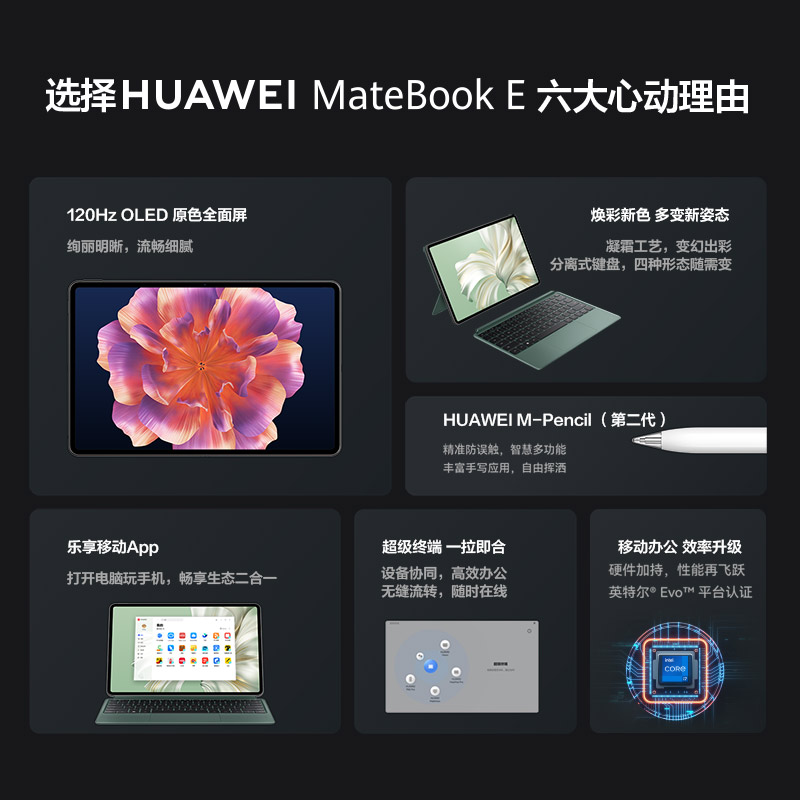 选择HUAWEI MateBook E 六大心动理由
120Hz OLED 原色全面屏
绚丽明晰，流畅细腻
焕彩新色 多变新姿态
凝霜工艺，变幻出彩
分离式键盘，四种形态随需变
HUAWEI M-Pencil（第二代）
精准防误触，智慧多功能
丰富手写应用，自由挥洒
乐享移动App
打开电脑玩手机，畅享生态二合一
超级终端 一拉即合
设备协同，高效办公
无缝流转，随时在线
超级终端
移动办公 效率升级
硬件加持，性能再飞跃
英特尔® Evo™ 平台认证
intel
CORE
i7